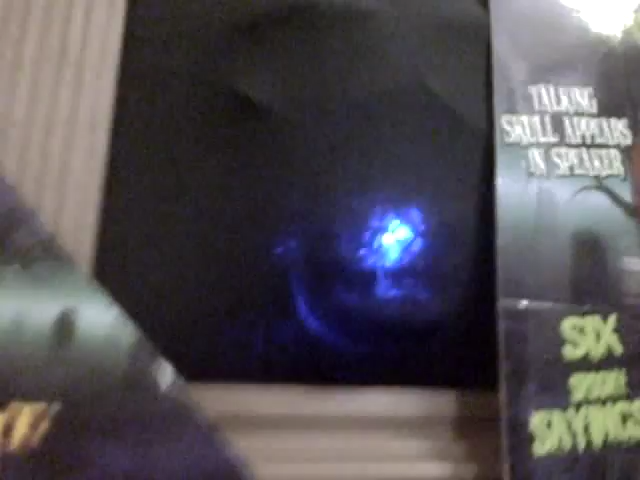 TALKING
SKULL APPEARS
IN SPEAKER
SIX
SPOOKY
SAYINGS